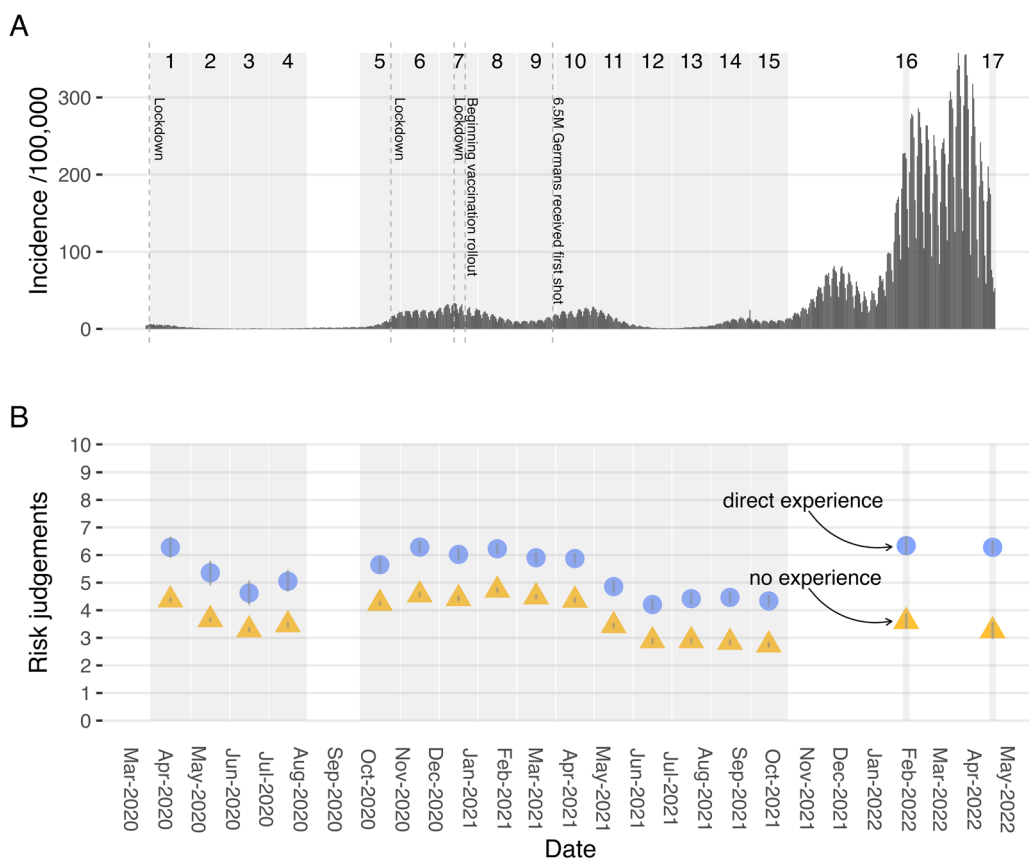 A
1 2 3 4 5 6 7 8 9 10 11 12 13 14 15 16 17
Incidence /100,000
300
200
100
0
Lockdown
Lockdown
Lockdown
Beginning vaccination rollout
6.5M Germans received first shot
B
Risk judgements
10
9
8
7
6
5
4
3
2
1
0
direct experience
no experience
Mar-2020
Apr-2020
May-2020
Jun-2020
Jul-2020
Aug-2020
Sep-2020
Oct-2020
Nov-2020
Dec-2020
Jan-2021
Feb-2021
Mar-2021
Apr-2021
May-2021
Jun-2021
Jul-2021
Aug-2021
Sep-2021
Oct-2021
Nov-2021
Dec-2021
Jan-2022
Feb-2022
Mar-2022
Apr-2022
May-2022
Date